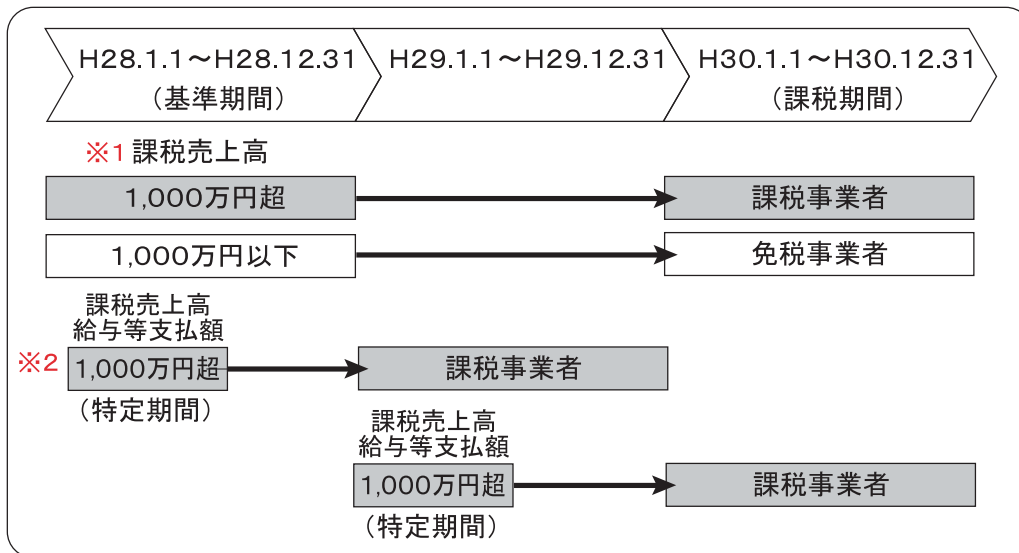 H28.1.1～H28.12.31
（基準期間）
H29.1.1～H29.12.31
H30.1.1～H30.12.31
（課税期間）
※1 課税売上高
1,000万円超
課税事業者
1,000万円以下
免税事業者
課税売上高
給与等支払額
※2
1,000万円超
課税事業者
（特定期間）
課税売上高
給与等支払額
1,000万円超
課税事業者
（特定期間）